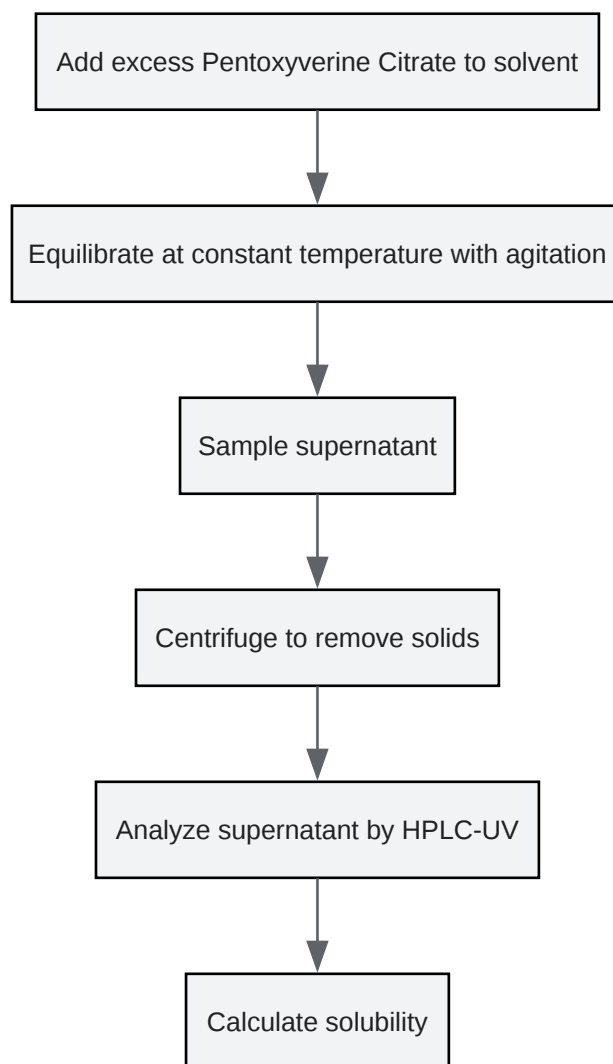 Add excess Pentoxyverine Citrate to solvent
Equilibrate at constant temperature with agitation
Sample supernatant
Centrifuge to remove solids
Analyze supernatant by HPLC-UV
Calculate solubility